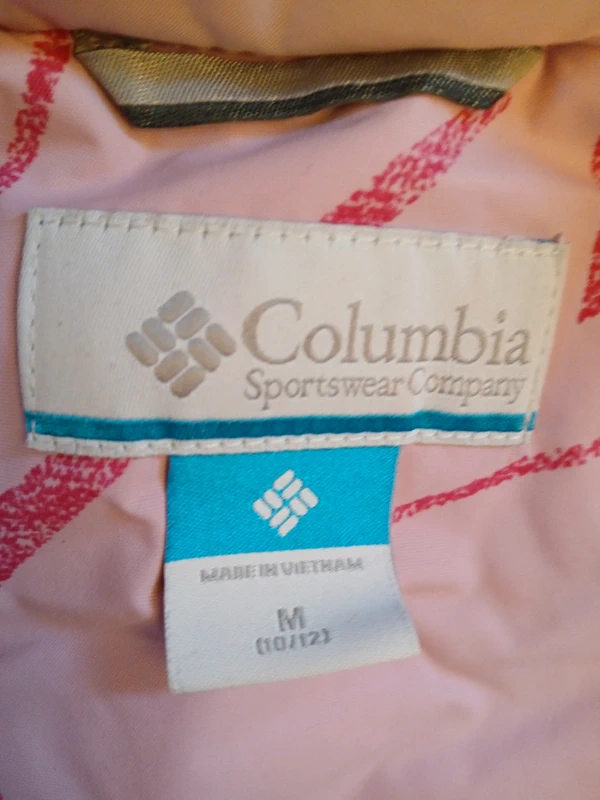 Columbia
Sportswear Company
MADE IN VIETNAM
M
(10/12)